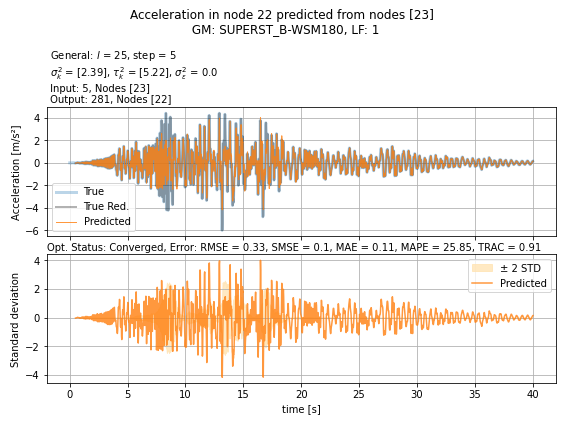 Acceleration in node 22 predicted from nodes [23]
GM: SUPERST_B-WSM180, LF: 1
General: l = 25, step = 5
σ²ₖ = [2.39], τ²ₖ = [5.22], σ²ε = 0.0
Input: 5, Nodes [23]
Output: 281, Nodes [22]
Acceleration [m/s²]
4
2
0
−2
−4
−6
True
True Red.
Predicted
Opt. Status: Converged, Error: RMSE = 0.33, SMSE = 0.1, MAE = 0.11, MAPE = 25.85, TRAC = 0.91
Standard deviation
4
2
0
−2
−4
± 2 STD
Predicted
0 5 10 15 20 25 30 35 40
time [s]